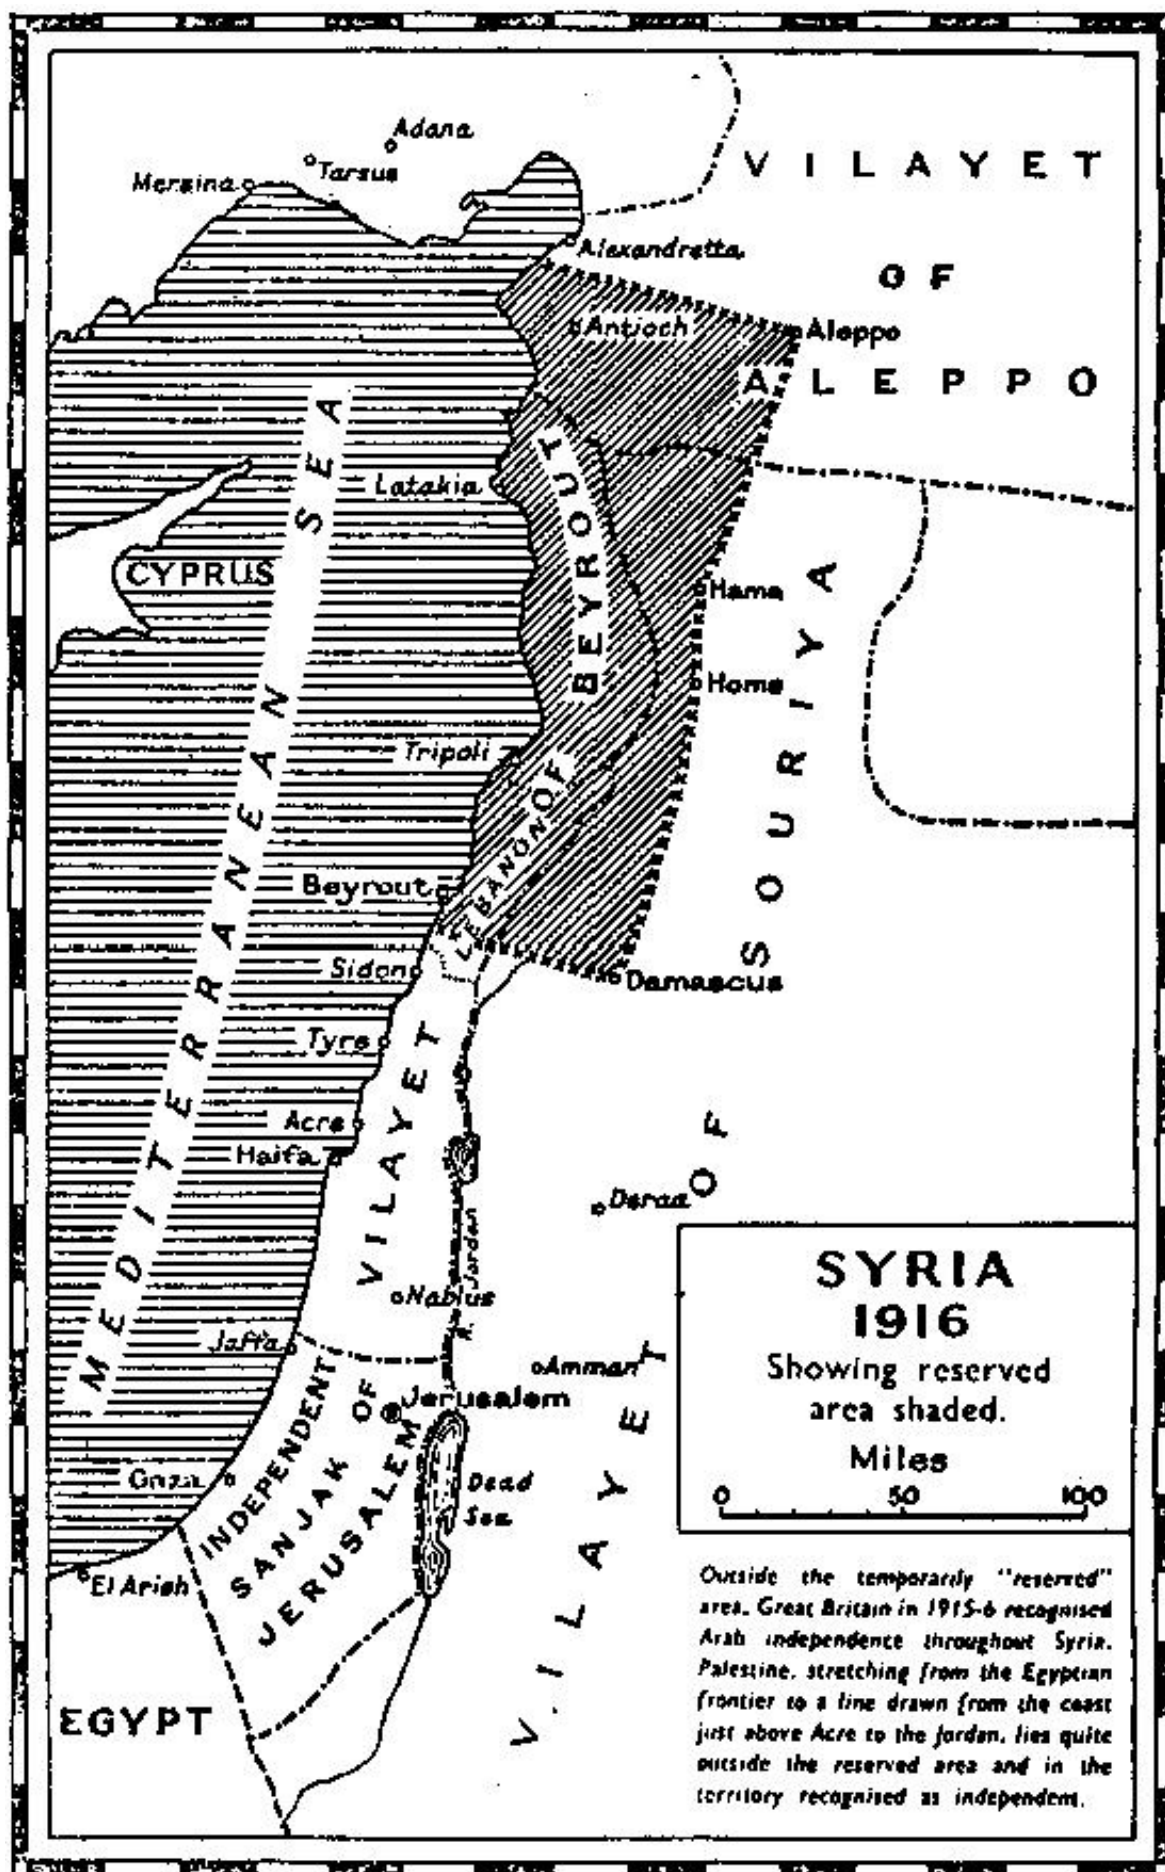 Adana
Tarsus
Mersina
VILAYET
OF
ALEPPO
Alexandretta
Antioch
Aleppo
MEDITERRANEAN SEA
Latakia
CYPRUS
Hama
Homs
Tripoli
Beyrout
LEBANON
VILAYET OF BEYROUT
Sidon
Damascus
Tyre
Acre
Haifa
VILAYET OF SOURIYA
Deraa
R. Jordan
Nablus
Jaffa
Amman
Jerusalem
INDEPENDENT
SANJAK OF
JERUSALEM
Gaza
Dead
Sea
El Arish
EGYPT
SYRIA
1916
Showing reserved
area shaded.
Miles
0 50 100
Outside the temporarily "reserved"
area, Great Britain in 1915-6 recognised
Arab independence throughout Syria.
Palestine, stretching from the Egyptian
frontier to a line drawn from the coast
just above Acre to the Jordan, lies quite
outside the reserved area and in the
territory recognised as independent.